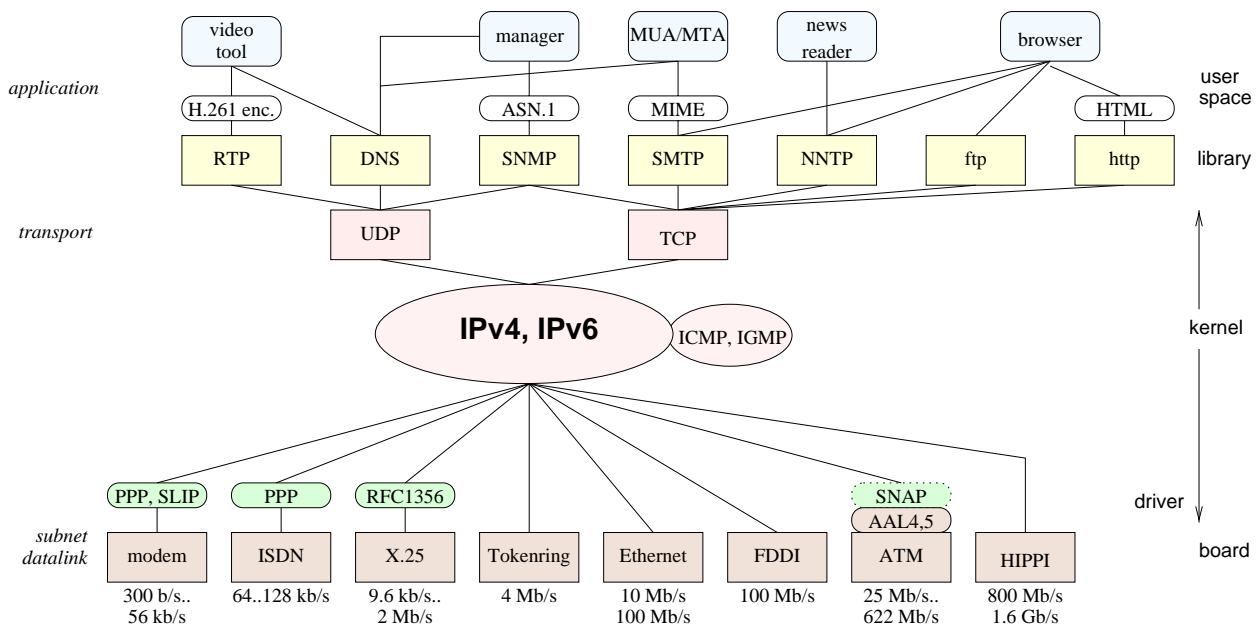 video
tool
manager
MUA/MTA
news
reader
browser
application
user
space
H.261 enc.
ASN.1
MIME
HTML
RTP
DNS
SNMP
SMTP
NNTP
ftp
http
library
transport
UDP
TCP
IPv4, IPv6
ICMP, IGMP
kernel
PPP, SLIP
PPP
RFC1356
SNAP
driver
AAL4,5
subnet
datalink
modem
ISDN
X.25
Tokenring
Ethernet
FDDI
ATM
HIPPI
board
300 b/s..
56 kb/s
64..128 kb/s
9.6 kb/s..
2 Mb/s
4 Mb/s
10 Mb/s
100 Mb/s
100 Mb/s
25 Mb/s..
622 Mb/s
800 Mb/s
1.6 Gb/s